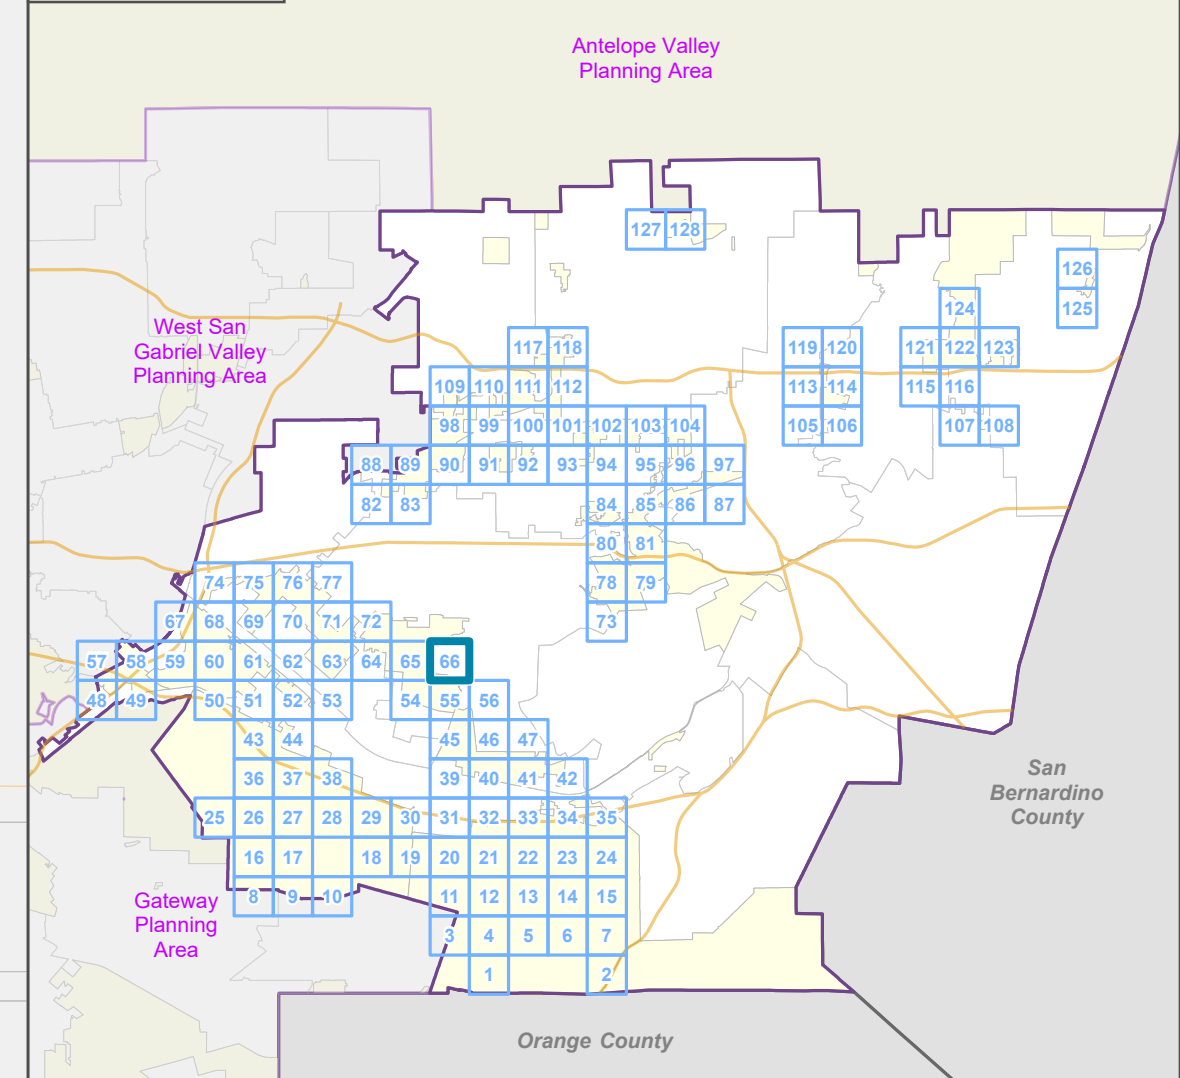 Antelope Valley
Planning Area
127 128
126
124 125
West San
Gabriel Valley
Planning Area
117 118 119 120 121 122 123
109 110 111 112 113 114 115 116
98 99 100 101 102 103 104 105 106 107 108
88 89 90 91 92 93 94 95 96 97
82 83 84 85 86 87
80 81
74 75 76 77 78 79
67 68 69 70 71 72 73
57 58 59 60 61 62 63 64 65 66
48 49 50 51 52 53 54 55 56
43 44 45 46 47
36 37 38 39 40 41 42
San
Bernardino
County
25 26 27 28 29 30 31 32 33 34 35
16 17 18 19 20 21 22 23 24
8 9 10 11 12 13 14 15
Gateway
Planning
Area
3 4 5 6 7
1 2
Orange County